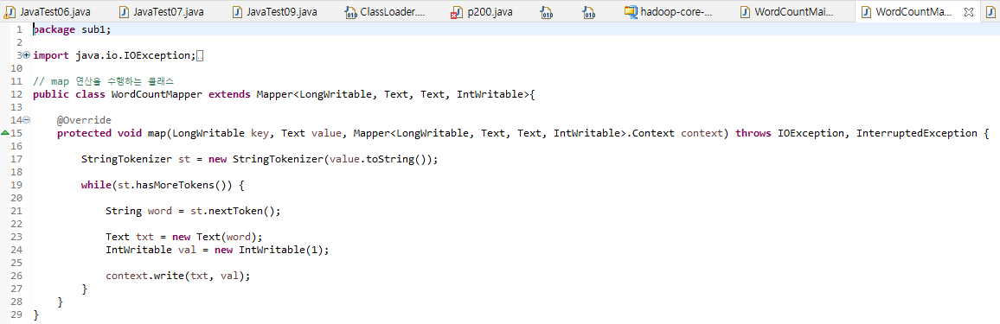 JavaTest06.java JavaTest07.java JavaTest09.java ClassLoader.... p200.java hadoop-core-... WordCountMai... WordCountMa...
1 package sub1;
2
3 import java.io.IOException;
10
11 // map 연산을 수행하는 클래스
12 public class WordCountMapper extends Mapper<LongWritable, Text, Text, IntWritable>{
13
14 @Override
15 protected void map(LongWritable key, Text value, Mapper<LongWritable, Text, Text, IntWritable>.Context context) throws IOException, InterruptedException {
16
17 StringTokenizer st = new StringTokenizer(value.toString());
18
19 while(st.hasMoreTokens()) {
20
21 String word = st.nextToken();
22
23 Text txt = new Text(word);
24 IntWritable val = new IntWritable(1);
25
26 context.write(txt, val);
27 }
28 }
29 }